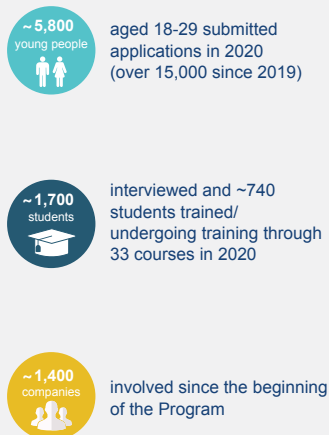 ~5,800
young people
aged 18-29 submitted
applications in 2020
(over 15,000 since 2019)
~1,700
students
interviewed and ~740
students trained/
undergoing training through
33 courses in 2020
~1,400
companies
involved since the beginning
of the Program